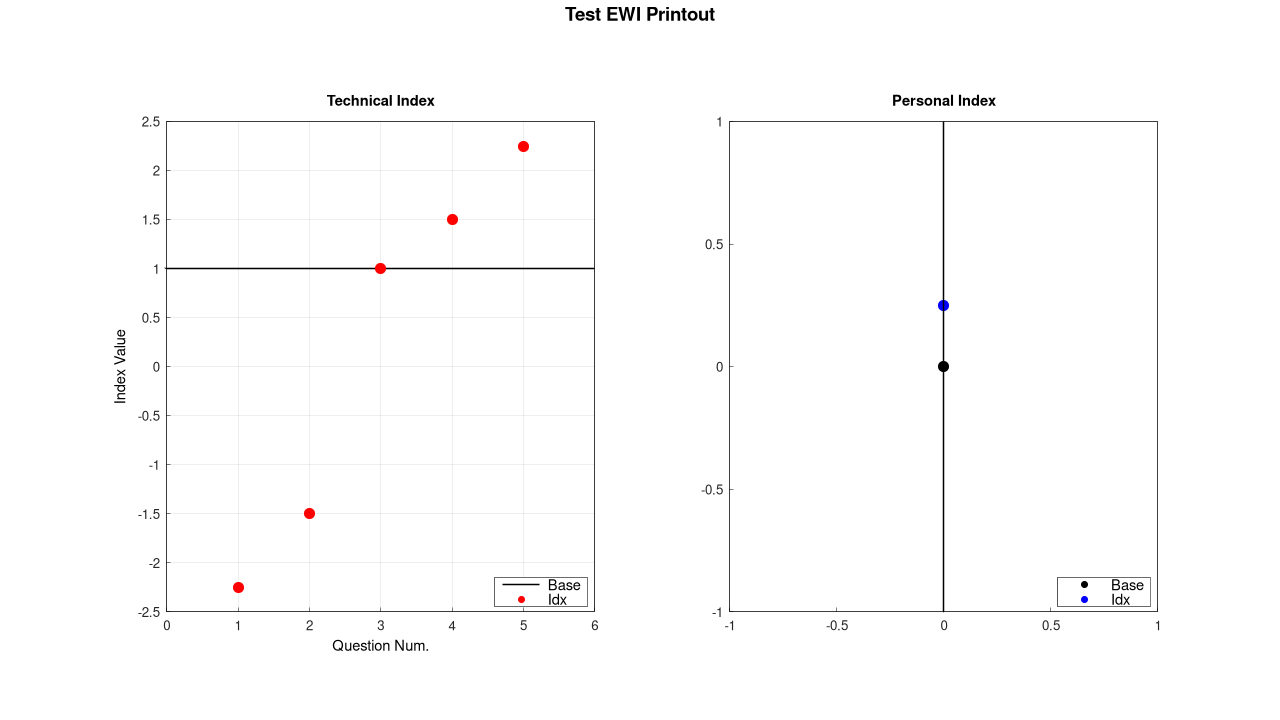 Test EWI Printout
Technical Index
2.5
2
1.5
1
0.5
0
-0.5
-1
-1.5
-2
-2.5
0 1 2 3 4 5 6
Index Value
Question Num.
Base
Idx
Personal Index
1
0.5
0
-0.5
-1
-1 -0.5 0 0.5 1
Base
Idx